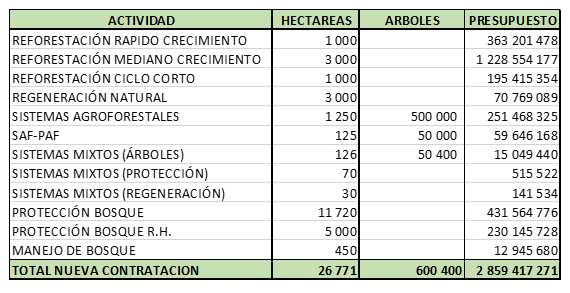 ACTIVIDAD HECTAREAS ARBOLES PRESUPUESTO
REFORESTACIÓN RAPIDO CRECIMIENTO 1 000 363 201 478
REFORESTACIÓN MEDIANO CRECIMIENTO 3 000 1 228 554 177
REFORESTACIÓN CICLO CORTO 1 000 195 415 354
REGENERACIÓN NATURAL 3 000 70 769 089
SISTEMAS AGROFORESTALES 1 250 500 000 251 468 325
SAF-PAF 125 50 000 59 646 168
SISTEMAS MIXTOS (ÁRBOLES) 126 50 400 15 049 440
SISTEMAS MIXTOS (PROTECCIÓN) 70 515 522
SISTEMAS MIXTOS (REGENERACIÓN) 30 141 534
PROTECCIÓN BOSQUE 11 720 431 564 776
PROTECCIÓN BOSQUE R.H. 5 000 230 145 728
MANEJO DE BOSQUE 450 12 945 680
TOTAL NUEVA CONTRATACION 26 771 600 400 2 859 417 271